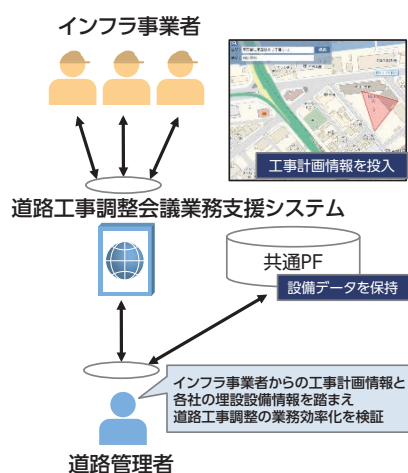 インフラ事業者
工事計画情報を投入
道路工事調整会議業務支援システム
共通PF
設備データを保持
インフラ事業者からの工事計画情報と
各社の埋設設備情報を踏まえ
道路工事調整の業務効率化を検証
道路管理者